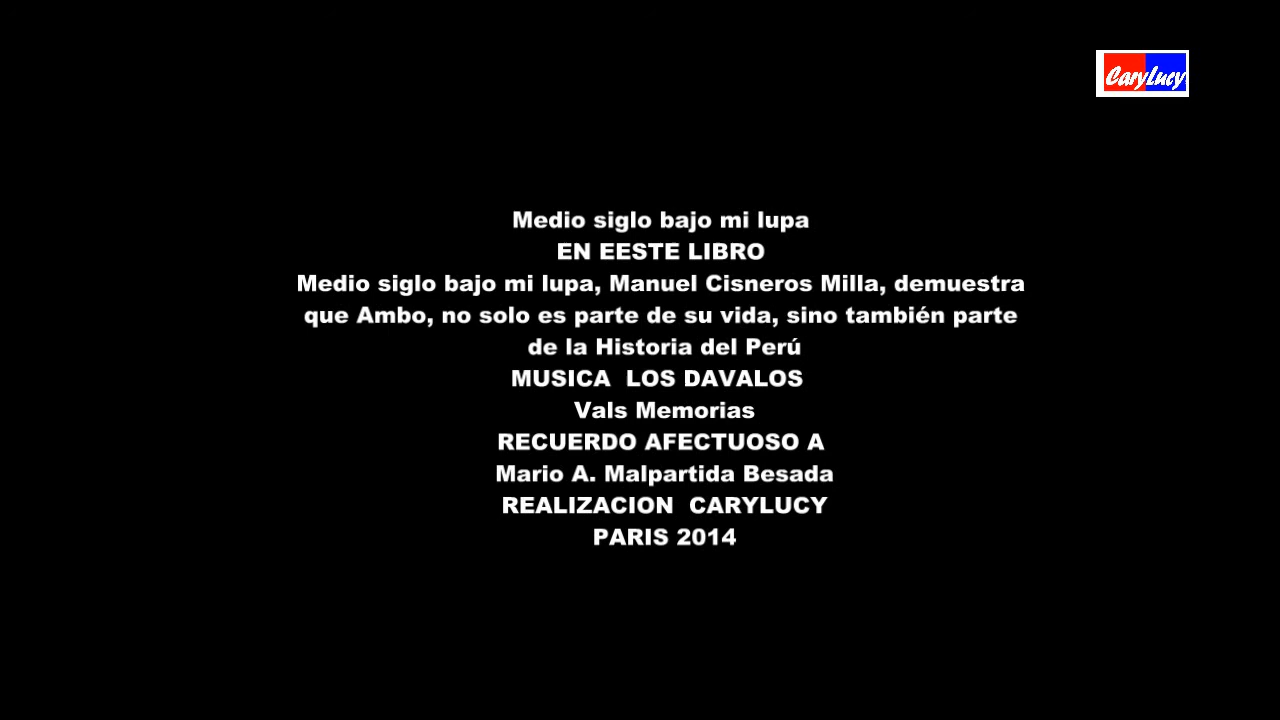 CaryLucy
Medio siglo bajo mi lupa
EN EESTE LIBRO
Medio siglo bajo mi lupa, Manuel Cisneros Milla, demuestra
que Ambo, no solo es parte de su vida, sino también parte
de la Historia del Perú
MUSICA LOS DAVALOS
Vals Memorias
RECUERDO AFECTUOSO A
Mario A. Malpartida Besada
REALIZACION CARYLUCY
PARIS 2014